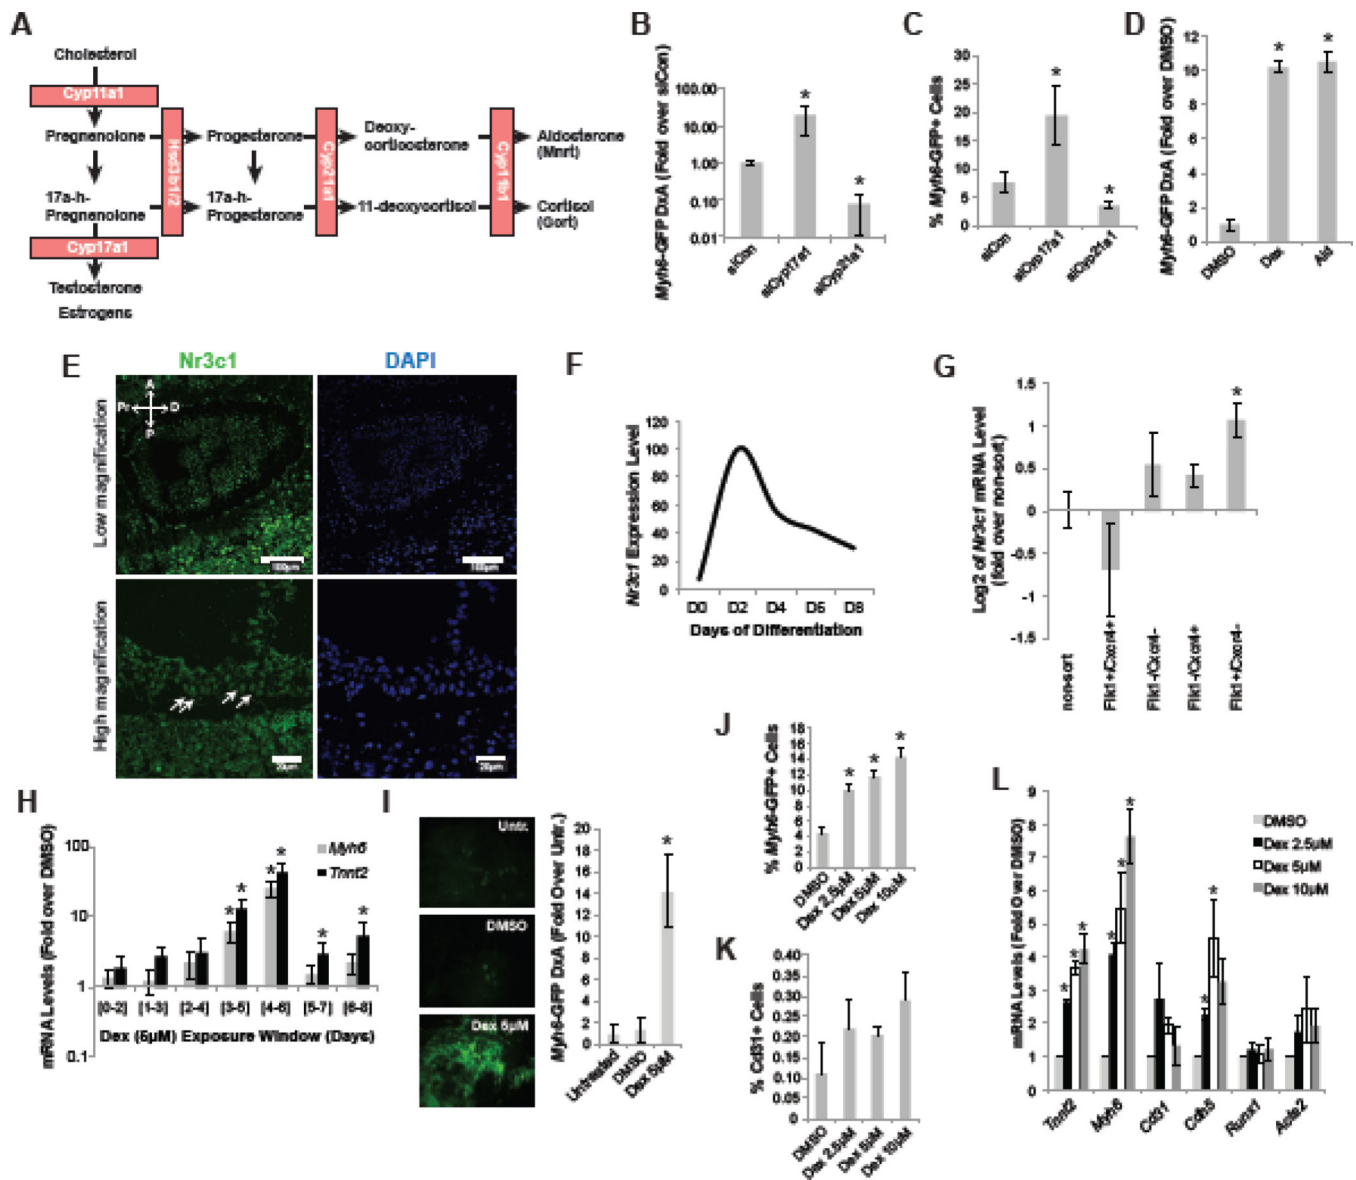 A
Cholesterol
Cyp11a1
Pregnenolone
Progesterone
Deoxy-
corticosterone
Aldosterone
(Mnrt)
Hsd3b1/2
Cyp21a1
Cyp11b1
17a-h-
Pregnenolone
17a-h-
Progesterone
11-deoxycortisol
Cortisol
(Gort)
Cyp17a1
Testosterone
Estrogens
B
Myh6-GFP DxA (Fold over siCon)
100.00
10.00
1.00
0.10
0.01
*
*
siCon
siCyp17a1
siCyp21a1
C
% Myh6-GFP+ Cells
30
25
20
15
10
5
0
*
*
siCon
siCyp17a1
siCyp21a1
D
Myh6-GFP DxA (Fold over DMSO)
12
10
8
6
4
2
0
*
*
DMSO
Dex
Ald
E
Nr3c1
DAPI
Low magnification
A
Pr
D
P
100µm
100µm
High magnification
20µm
20µm
F
Nr3c1 Expression Level
120
100
80
60
40
20
0
D0 D2 D4 D6 D8
Days of Differentiation
G
Log2 of Nr3c1 mRNA Level
(fold over non-sort)
1.5
1
0.5
0
-0.5
-1
-1.5
*
non-sort
Flk1+/Cxcr4+
Flk1-/Cxcr4-
Flk1-/Cxcr4+
Flk1+/Cxcr4-
H
mRNA Levels (Fold over DMSO)
100
10
1
0.1
Myh6
Tnnt2
* * * * * *
[0-2] [1-3] [2-4] [3-5] [4-6] [5-7] [6-8]
Dex (5µM) Exposure Window (Days)
I
Untr.
DMSO
Dex 5µM
Myh6-GFP DxA (Fold Over Untr.)
20
18
16
14
12
10
8
6
4
2
0
*
Untreated
DMSO
Dex 5µM
J
% Myh6-GFP+ Cells
18
16
14
12
10
8
6
4
2
0
* * *
DMSO
Dex 2.5µM
Dex 5µM
Dex 10µM
K
% Cd31+ Cells
0.40
0.35
0.30
0.25
0.20
0.15
0.10
0.05
0
DMSO
Dex 2.5µM
Dex 5µM
Dex 10µM
L
mRNA Levels (Fold Over DMSO)
9
8
7
6
5
4
3
2
1
0
DMSO
Dex 2.5µM
Dex 5µM
Dex 10µM
* * * * * * * *
Tnnt2
Myh6
Cd31
Cdh5
Runx1
Acta2